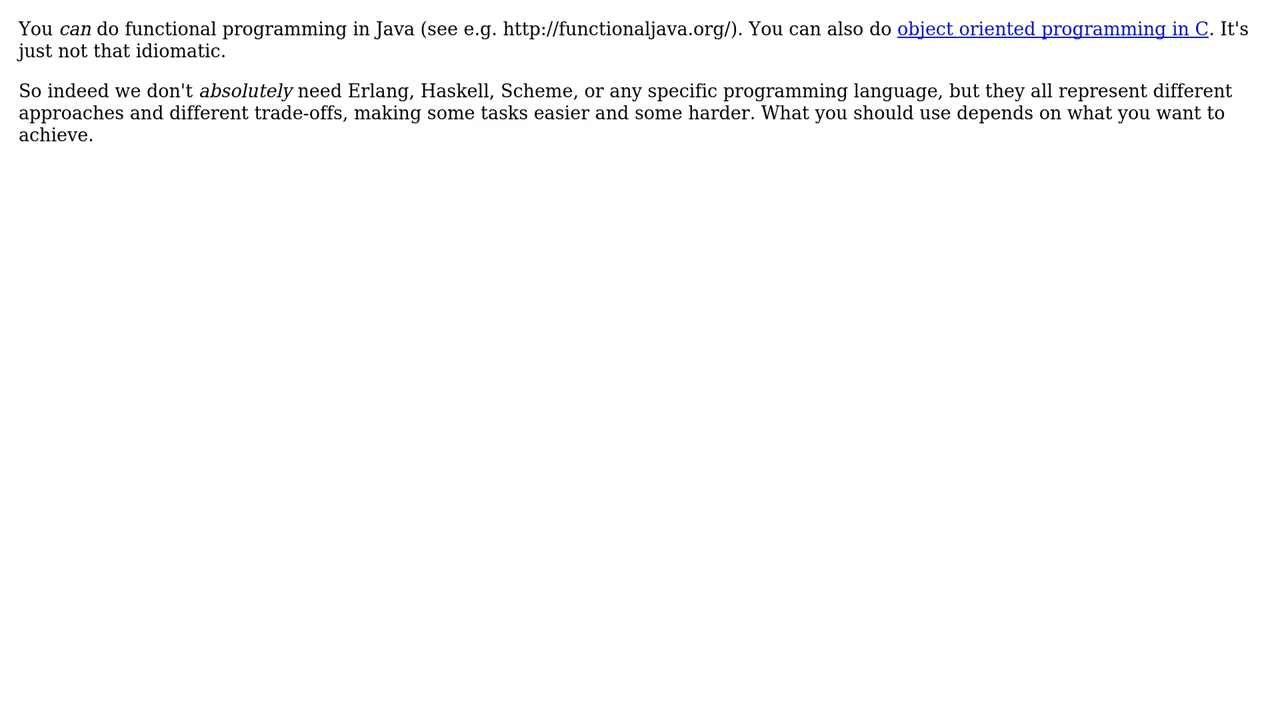 You can do functional programming in Java (see e.g. http://functionaljava.org/). You can also do object oriented programming in C. It's
just not that idiomatic.
So indeed we don't absolutely need Erlang, Haskell, Scheme, or any specific programming language, but they all represent different
approaches and different trade-offs, making some tasks easier and some harder. What you should use depends on what you want to
achieve.